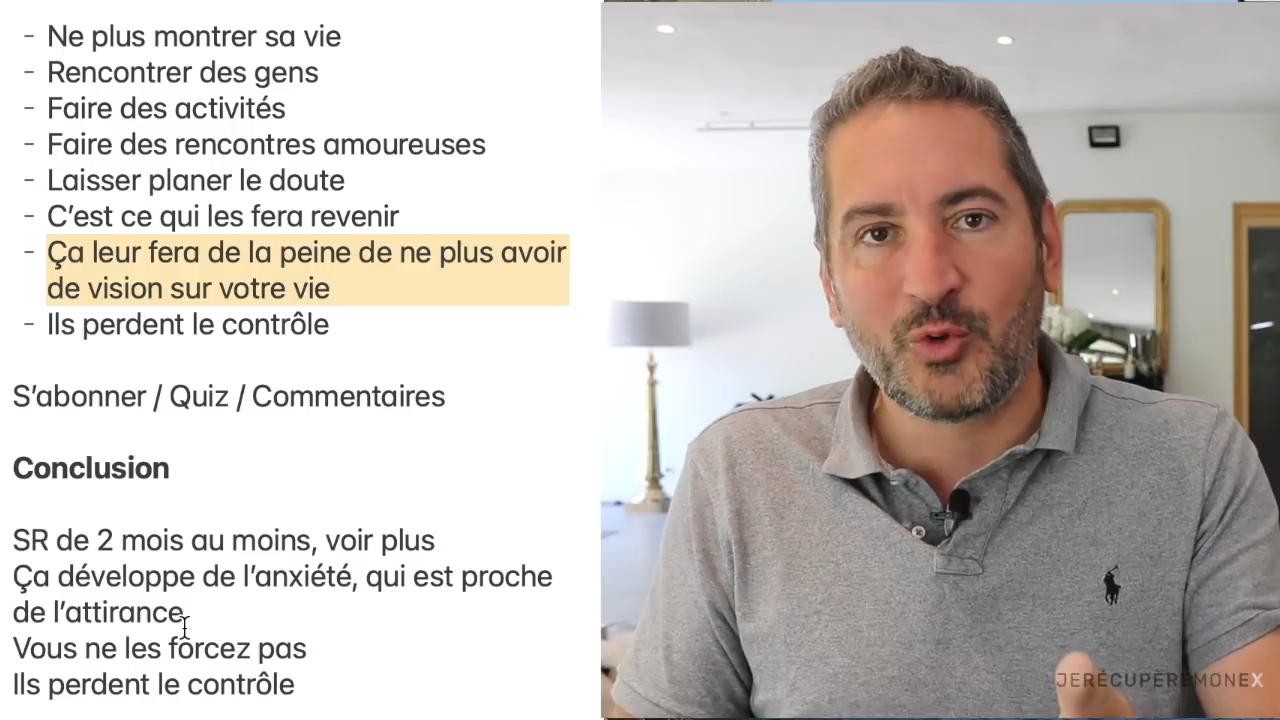 - Ne plus montrer sa vie
- Rencontrer des gens
- Faire des activités
- Faire des rencontres amoureuses
- Laisser planer le doute
- C’est ce qui les fera revenir
- Ça leur fera de la peine de ne plus avoir
de vision sur votre vie
- Ils perdent le contrôle
S’abonner / Quiz / Commentaires
Conclusion
SR de 2 mois au moins, voir plus
Ça développe de l’anxiété, qui est proche
de l’attirance
Vous ne les forcez pas
Ils perdent le contrôle
JERÉCUPÈREMONEX